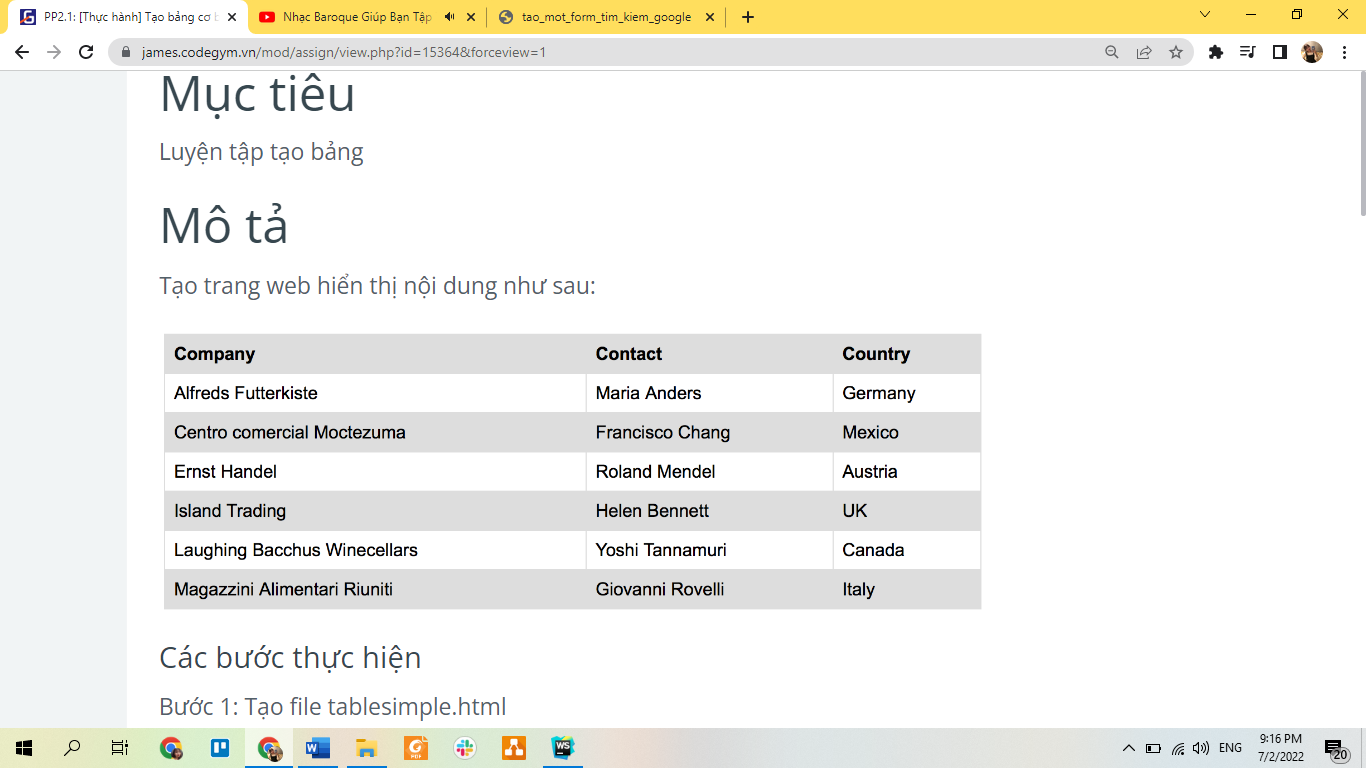 PP2.1: [Thực hành] Tạo bảng cơ b
Nhạc Baroque Giúp Bạn Tập
tao_mot_form_tim_kiem_google
james.codegym.vn/mod/assign/view.php?id=15364&forceview=1
Mục tiêu
Luyện tập tạo bảng
Mô tả
Tạo trang web hiển thị nội dung như sau:
Company Contact Country
Alfreds Futterkiste Maria Anders Germany
Centro comercial Moctezuma Francisco Chang Mexico
Ernst Handel Roland Mendel Austria
Island Trading Helen Bennett UK
Laughing Bacchus Winecellars Yoshi Tannamuri Canada
Magazzini Alimentari Riuniti Giovanni Rovelli Italy
Các bước thực hiện
Bước 1: Tạo file tablesimple.html
ENG
9:16 PM
7/2/2022
20